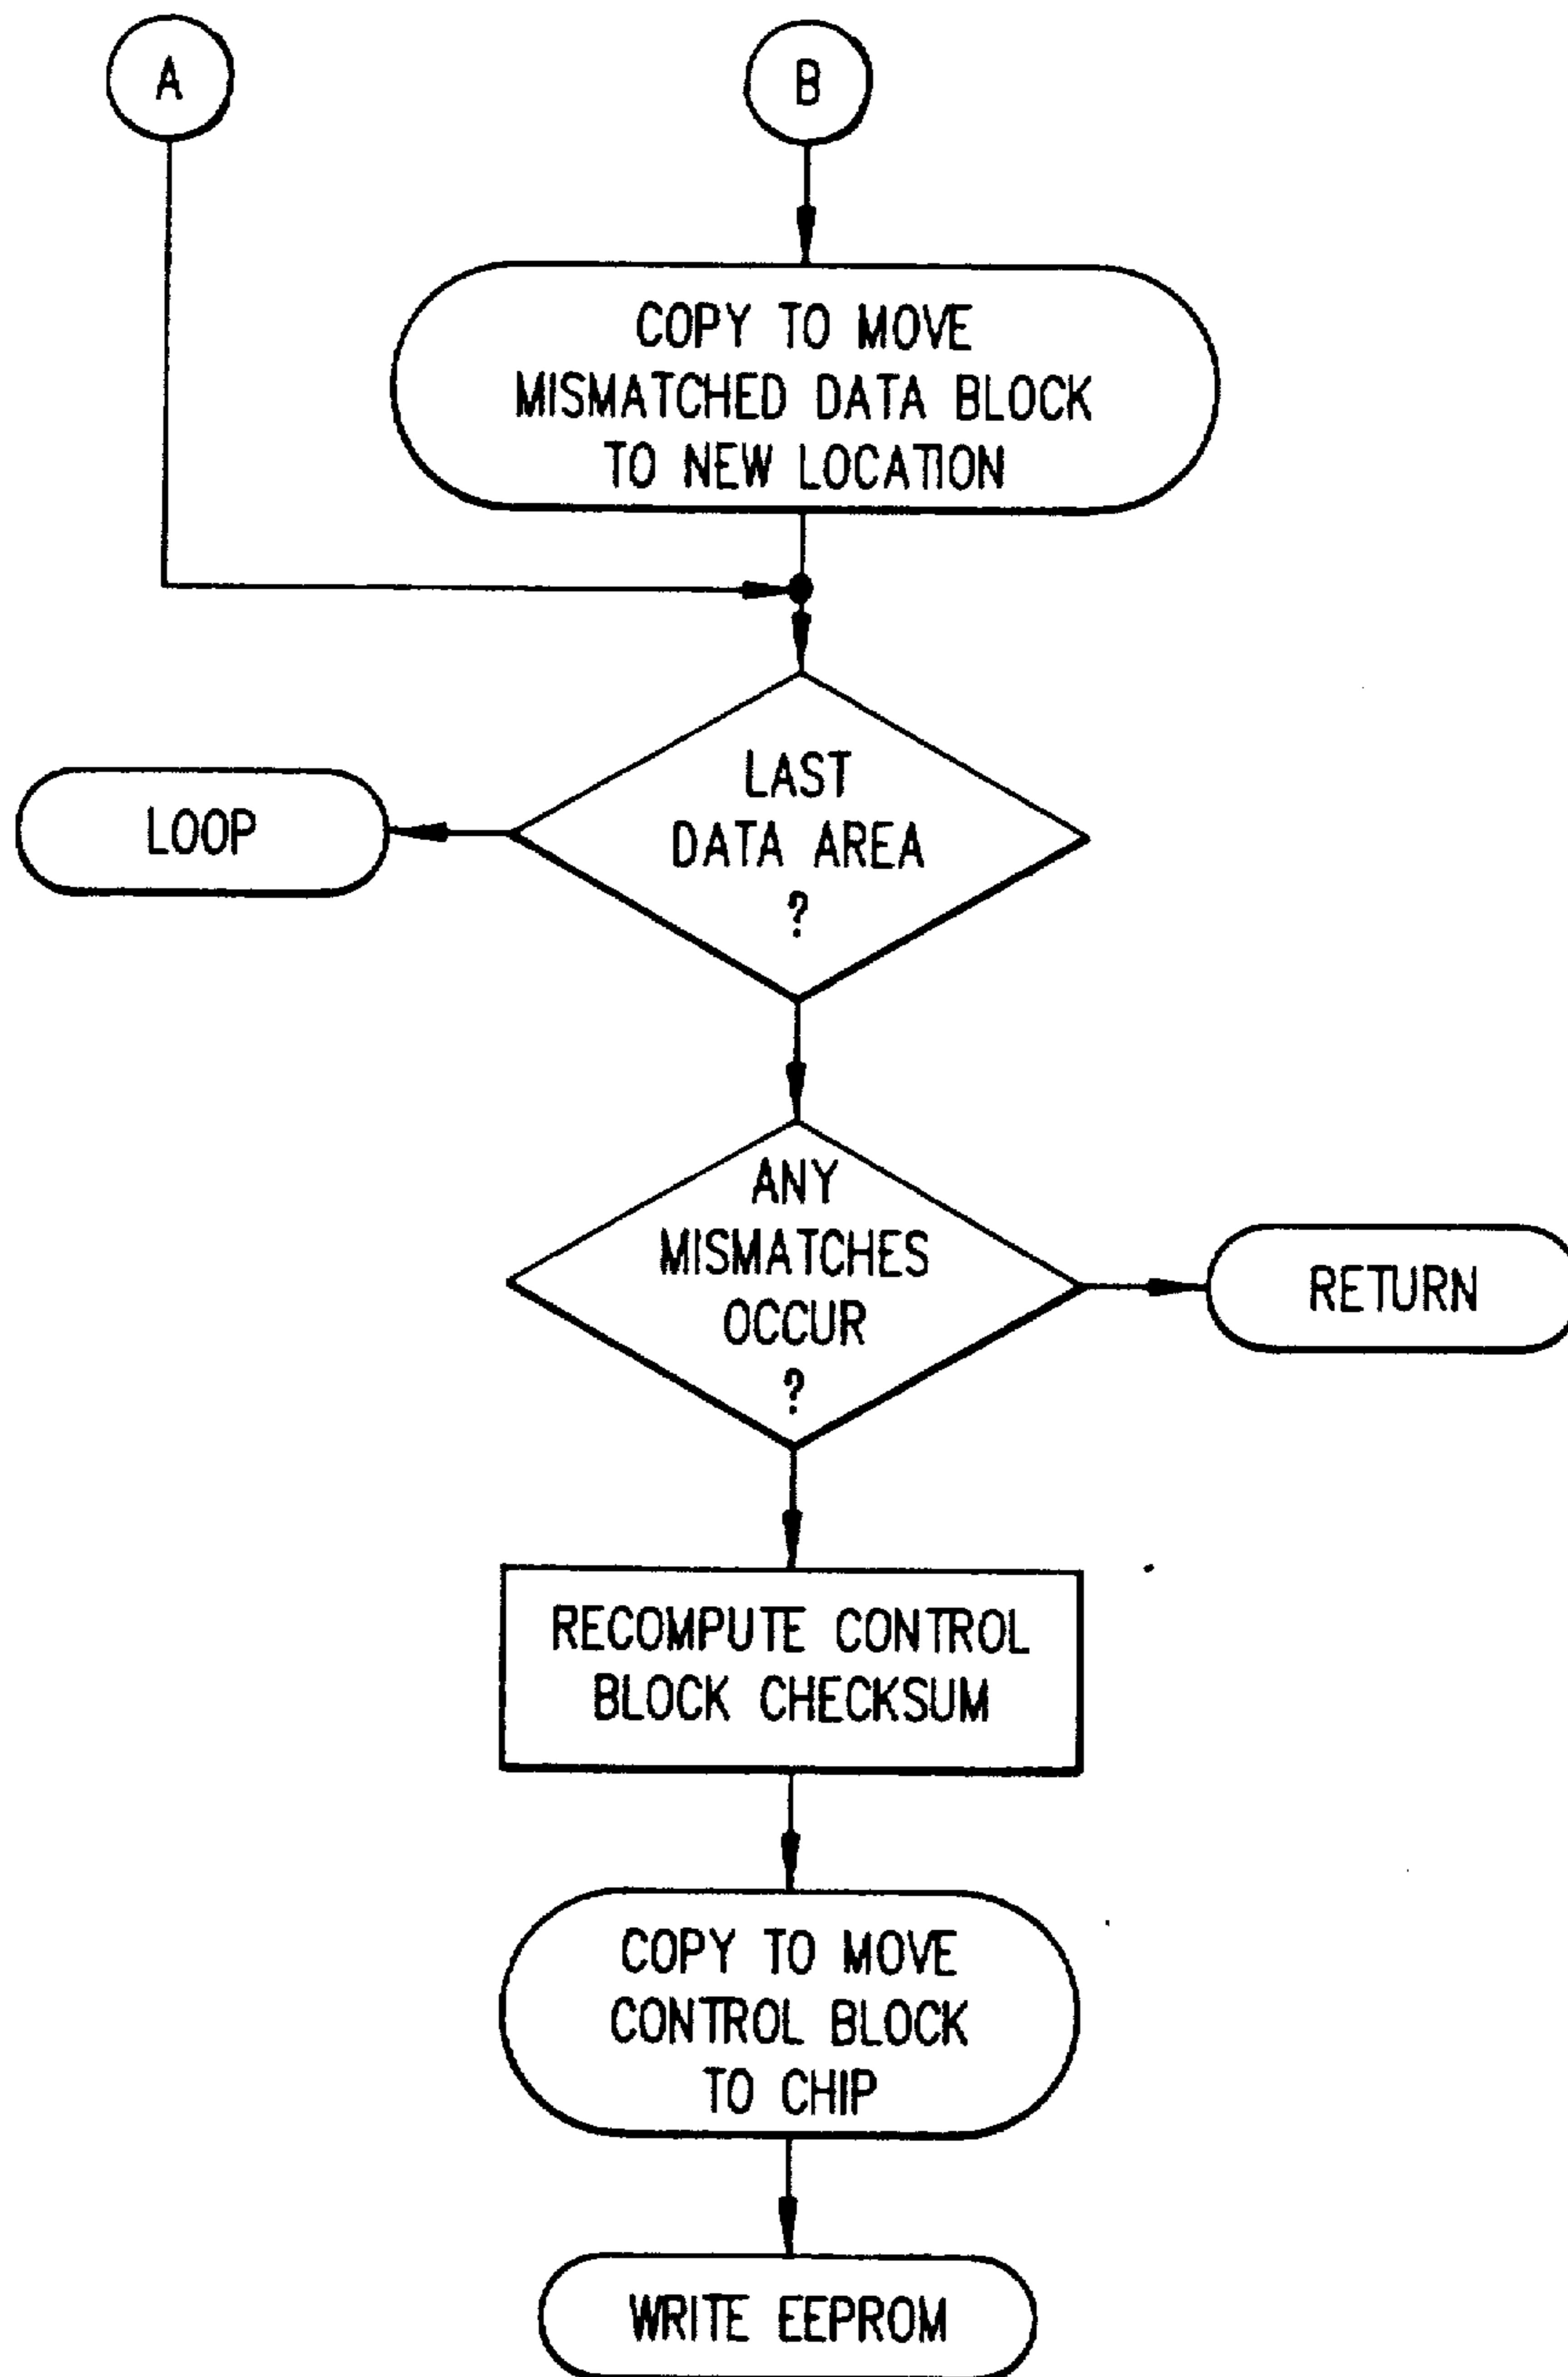 A
B
COPY TO MOVE
MISMATCHED DATA BLOCK
TO NEW LOCATION
LAST
DATA AREA
?
LOOP
ANY
MISMATCHES
OCCUR
?
RETURN
RECOMPUTE CONTROL
BLOCK CHECKSUM
COPY TO MOVE
CONTROL BLOCK
TO CHIP
WRITE EEPROM